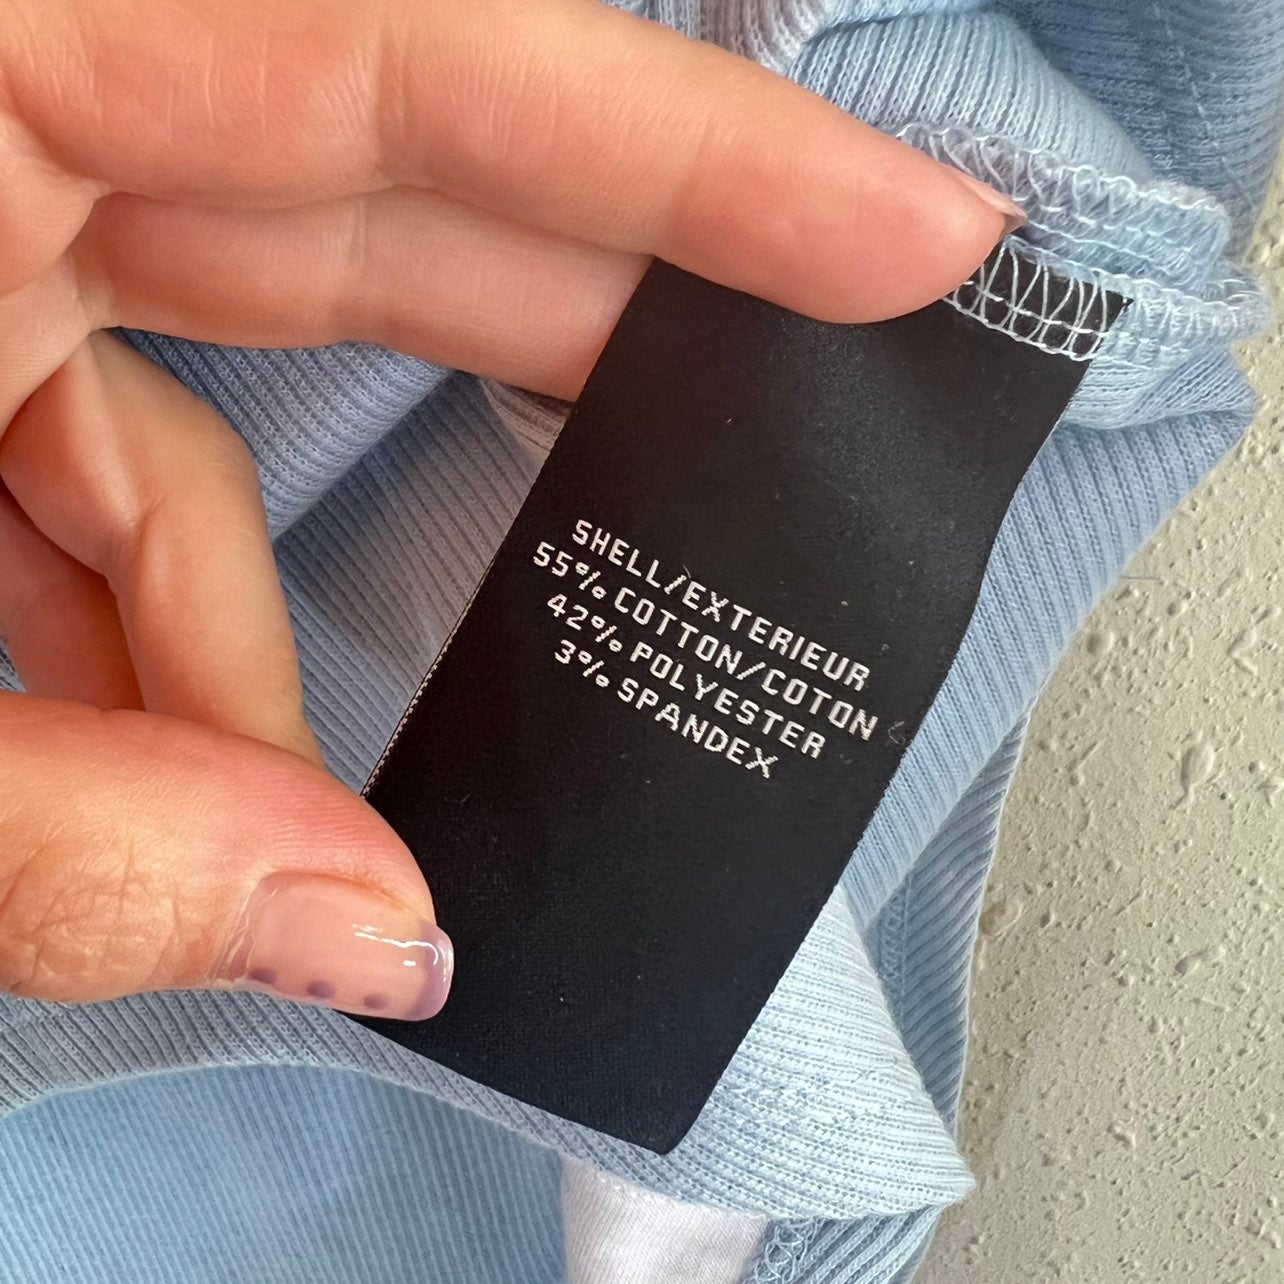 SHELL/EXTERIEUR
55% COTTON/COTON
42% POLYESTER
3% SPANDEX